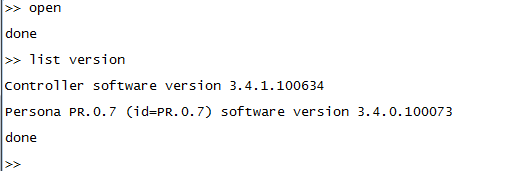 >> open
done
>> list version
Controller software version 3.4.1.100634
Persona PR.0.7 (id=PR.0.7) software version 3.4.0.100073
done
>>